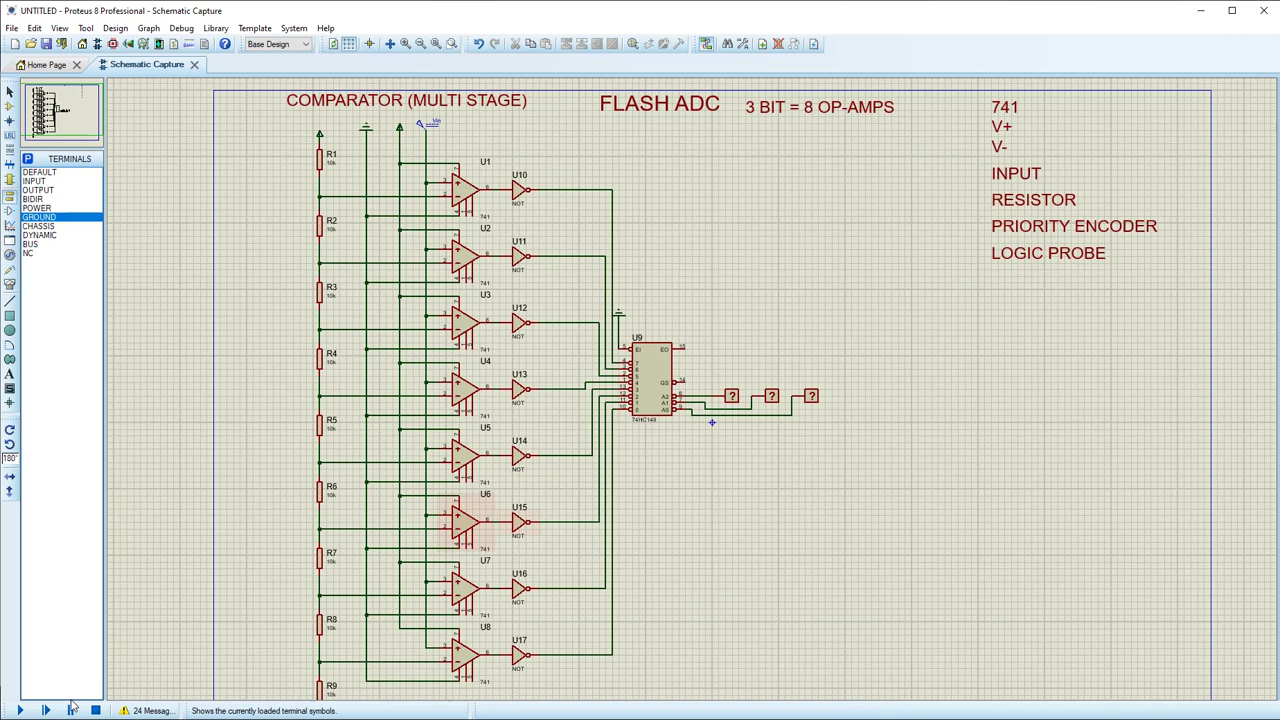 UNTITLED - Proteus 8 Professional - Schematic Capture
File Edit View Tool Design Graph Debug Library Template System Help
Base Design
Home Page
Schematic Capture
P TERMINALS
DEFAULT
INPUT
OUTPUT
BIDIR
POWER
GROUND
CHASSIS
DYNAMIC
BUS
NC
180°
COMPARATOR (MULTI STAGE)
FLASH ADC
3 BIT = 8 OP-AMPS
741
V+
V-
INPUT
RESISTOR
PRIORITY ENCODER
LOGIC PROBE
Vin
R1
10k
R2
10k
R3
10k
R4
10k
R5
10k
R6
10k
R7
10k
R8
10k
R9
10k
U1
741
U2
741
U3
741
U4
741
U5
741
U6
741
U7
741
U8
741
U10
NOT
U11
NOT
U12
NOT
U13
NOT
U14
NOT
U15
NOT
U16
NOT
U17
NOT
U9
EI EO
GS
A2
A1
A0
74HC148
? ? ?
24 Messag...
Shows the currently loaded terminal symbols.